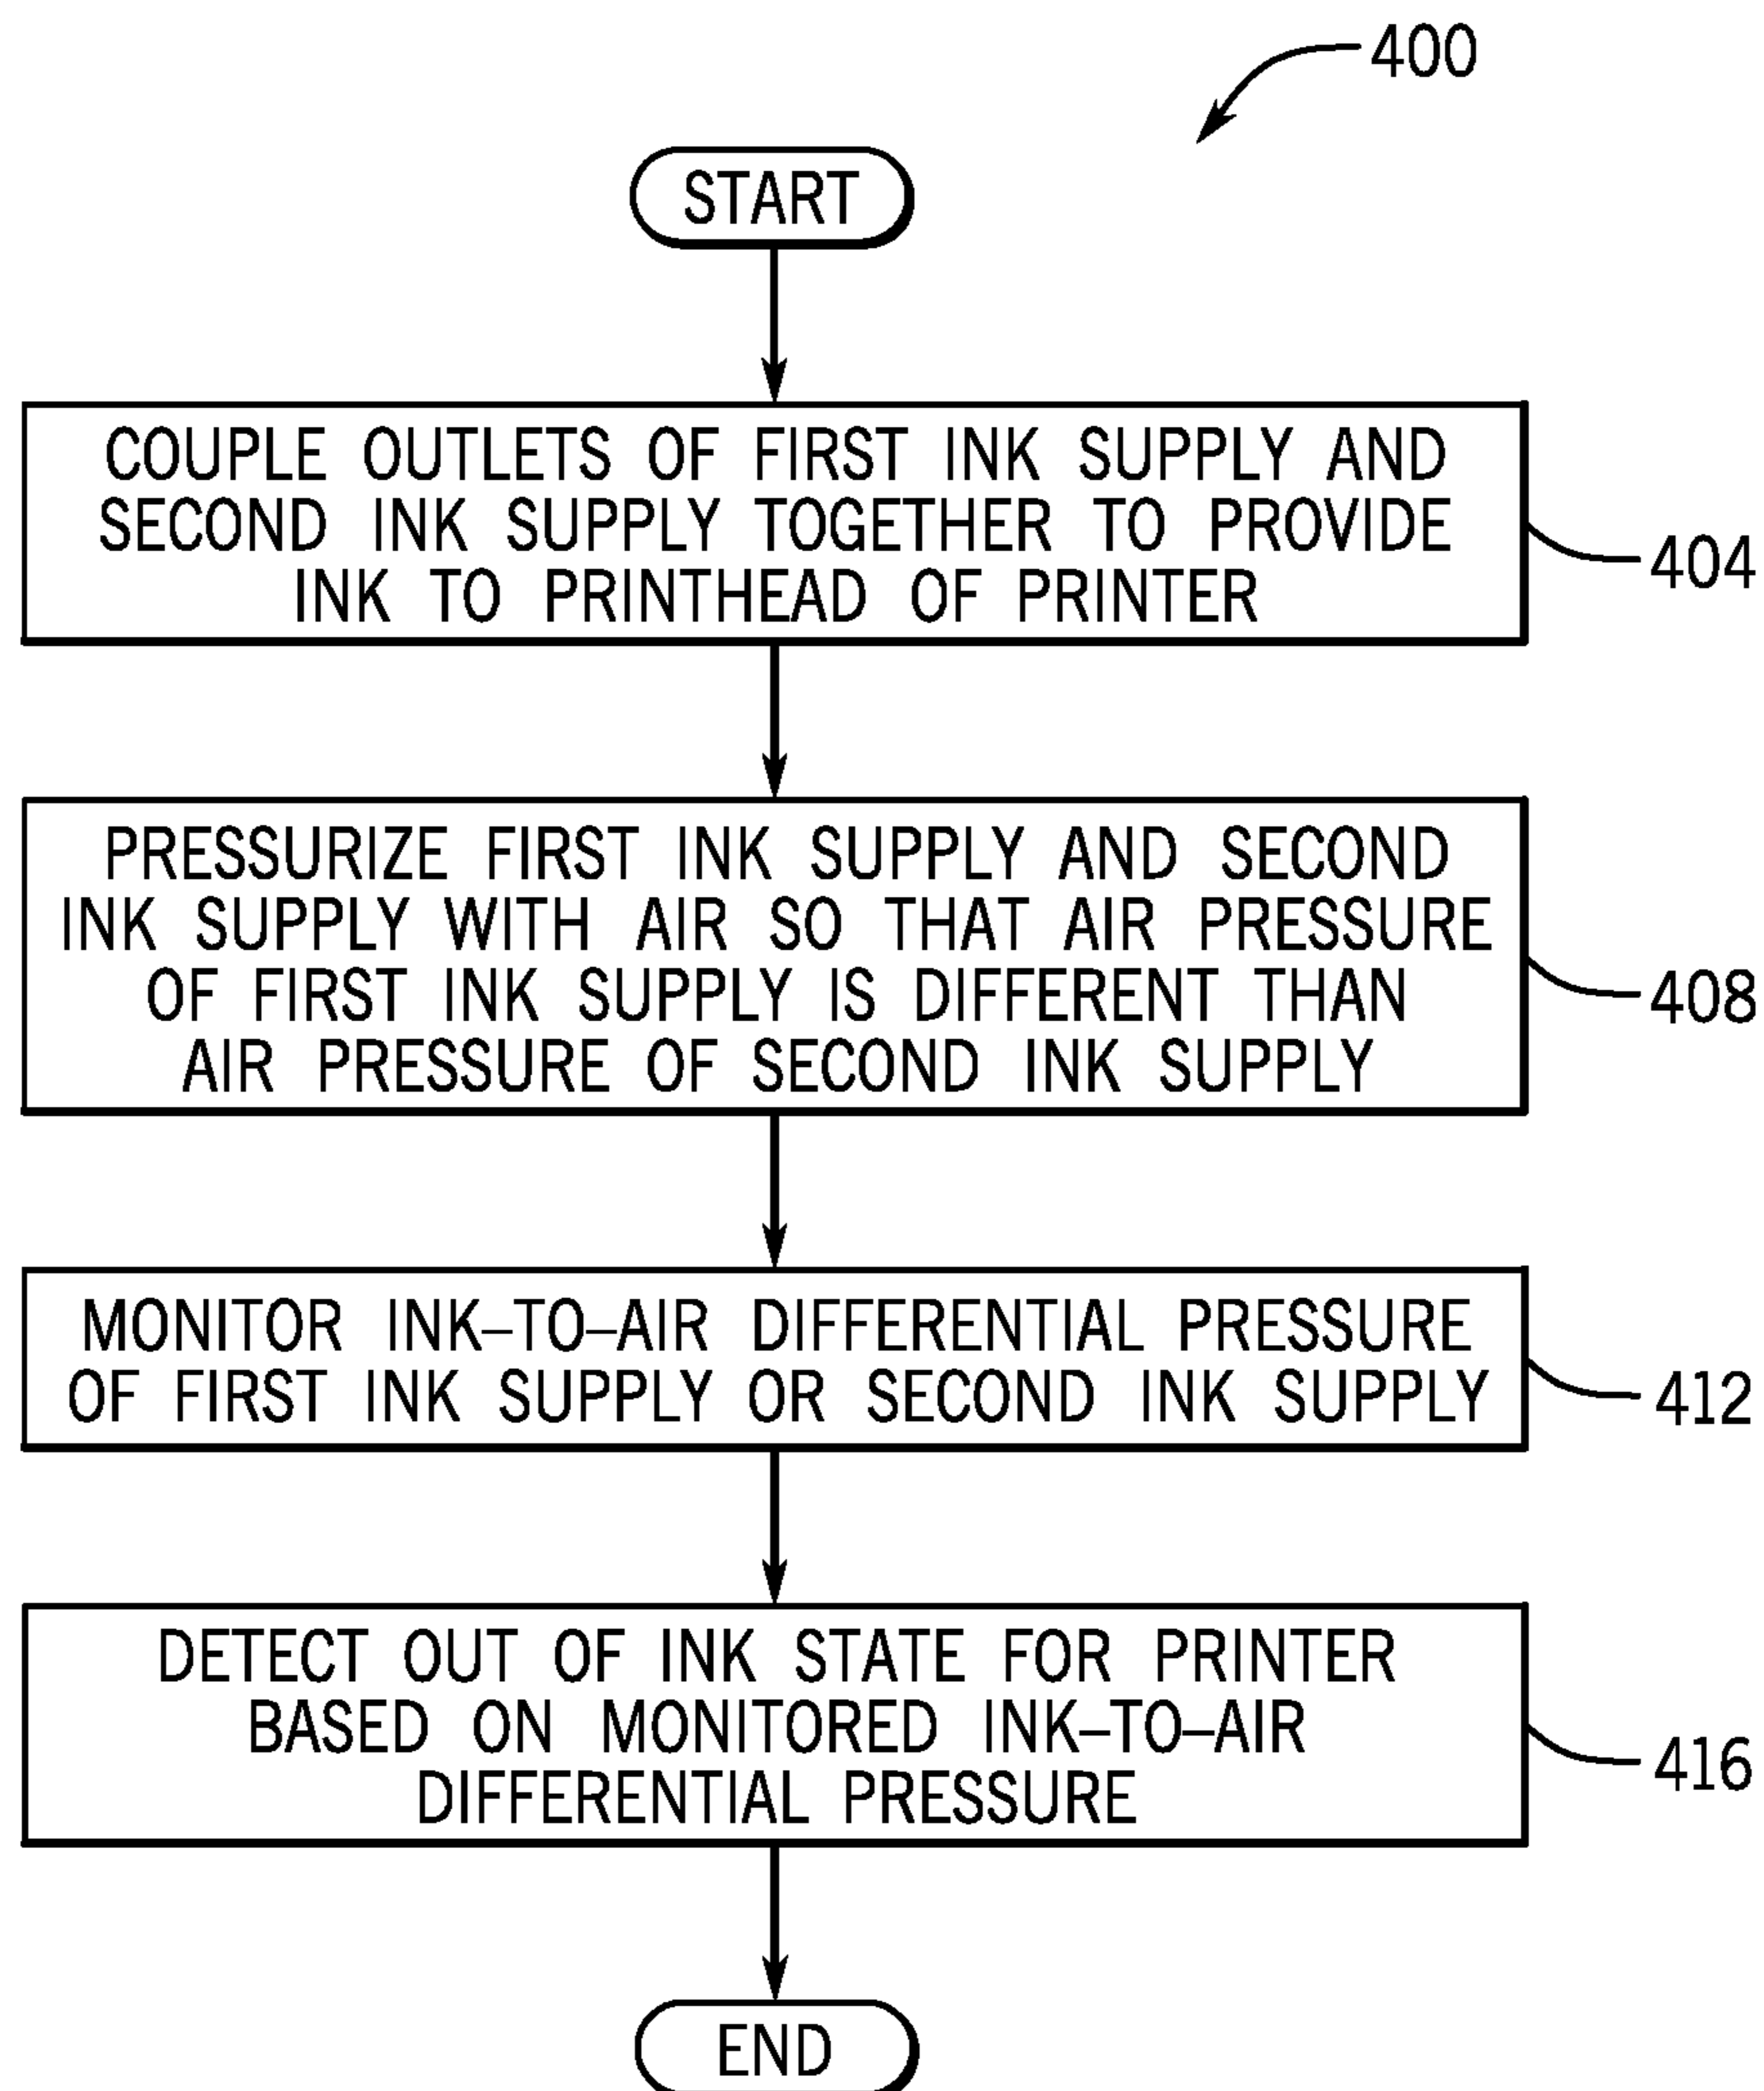 400
START
COUPLE OUTLETS OF FIRST INK SUPPLY AND
SECOND INK SUPPLY TOGETHER TO PROVIDE
INK TO PRINTHEAD OF PRINTER
404
PRESSURIZE FIRST INK SUPPLY AND SECOND
INK SUPPLY WITH AIR SO THAT AIR PRESSURE
OF FIRST INK SUPPLY IS DIFFERENT THAN
AIR PRESSURE OF SECOND INK SUPPLY
408
MONITOR INK–TO–AIR DIFFERENTIAL PRESSURE
OF FIRST INK SUPPLY OR SECOND INK SUPPLY
412
DETECT OUT OF INK STATE FOR PRINTER
BASED ON MONITORED INK–TO–AIR
DIFFERENTIAL PRESSURE
416
END